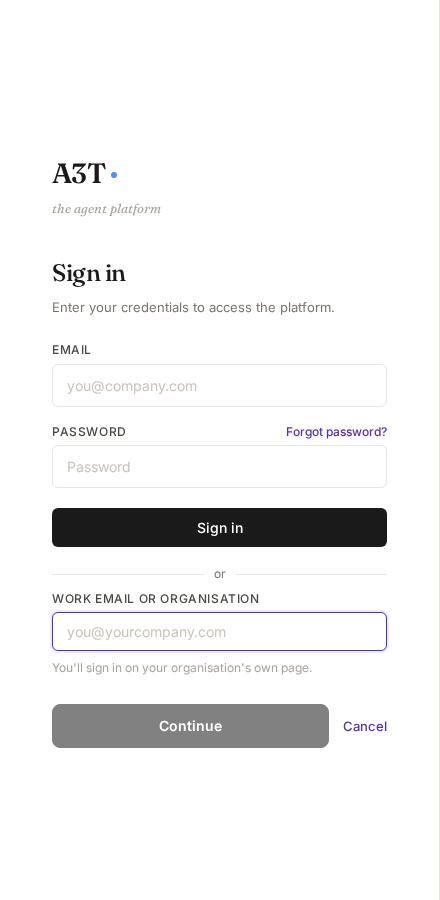 A3T
the agent platform
Sign in
Enter your credentials to access the platform.
EMAIL
you@company.com
PASSWORD Forgot password?
Password
Sign in
or
WORK EMAIL OR ORGANISATION
you@yourcompany.com
You'll sign in on your organisation's own page.
Continue Cancel